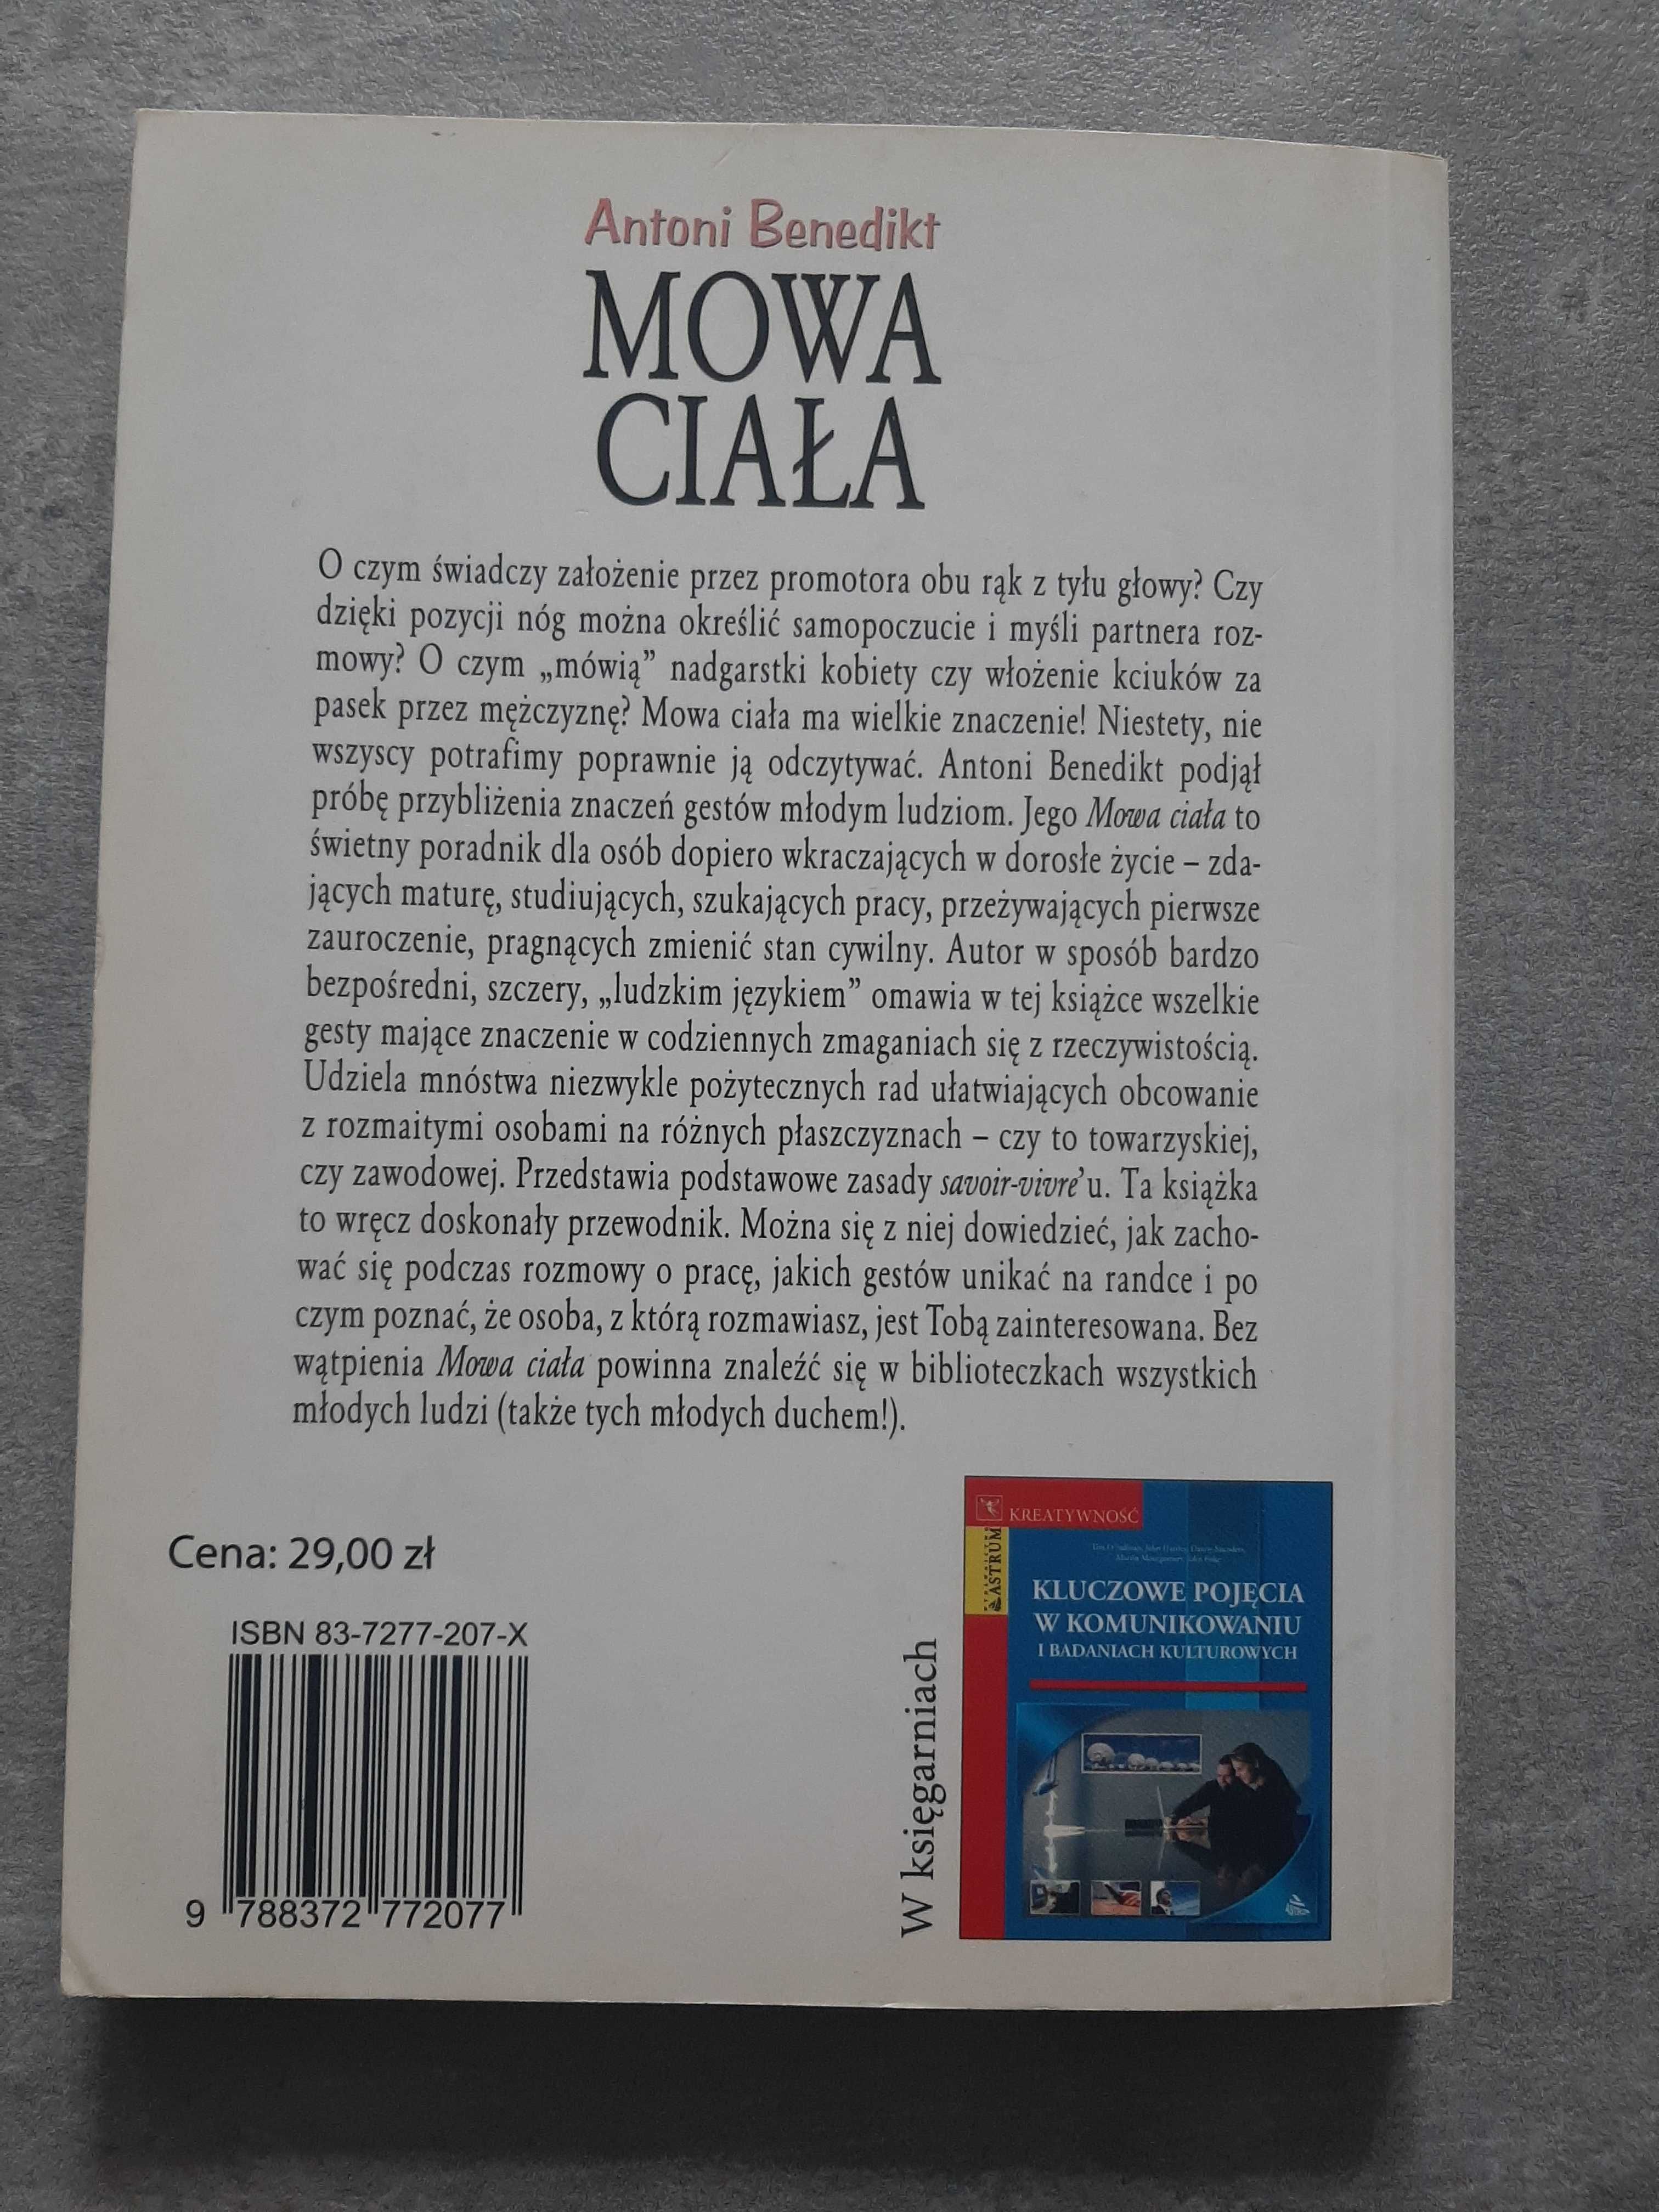 Antoni Benedikt
MOWA
CIAŁA
O czym świadczy założenie przez promotora obu rąk z tyłu głowy? Czy
dzięki pozycji nóg można określić samopoczucie i myśli partnera roz-
mowy? O czym „mówią” nadgarstki kobiety czy włożenie kciuków za
pasek przez mężczyznę? Mowa ciała ma wielkie znaczenie! Niestety, nie
wszyscy potrafimy poprawnie ją odczytywać. Antoni Benedikt podjął
próbę przybliżenia znaczeń gestów młodym ludziom. Jego Mowa ciała to
świetny poradnik dla osób dopiero wkraczających w dorosłe życie – zda-
jących maturę, studiujących, szukających pracy, przeżywających pierwsze
zauroczenie, pragnących zmienić stan cywilny. Autor w sposób bardzo
bezpośredni, szczery, „ludzkim językiem” omawia w tej książce wszelkie
gesty mające znaczenie w codziennych zmaganiach się z rzeczywistością.
Udziela mnóstwa niezwykle pożytecznych rad ułatwiających obcowanie
z rozmaitymi osobami na różnych płaszczyznach – czy to towarzyskiej,
czy zawodowej. Przedstawia podstawowe zasady savoir-vivre'u. Ta książka
to wręcz doskonały przewodnik. Można się z niej dowiedzieć, jak zacho-
wać się podczas rozmowy o pracę, jakich gestów unikać na randce i po
czym poznać, że osoba, z którą rozmawiasz, jest Tobą zainteresowana. Bez
wątpienia Mowa ciała powinna znaleźć się w biblioteczkach wszystkich
młodych ludzi (także tych młodych duchem!).
Cena: 29,00 zł
ISBN 83-7277-207-X
9 788372 772077
W księgarniach
KREATYWNOŚĆ
WYDAWNICTWO
ASTRUM
KLUCZOWE POJĘCIA
W KOMUNIKOWANIU
I BADANIACH KULTUROWYCH